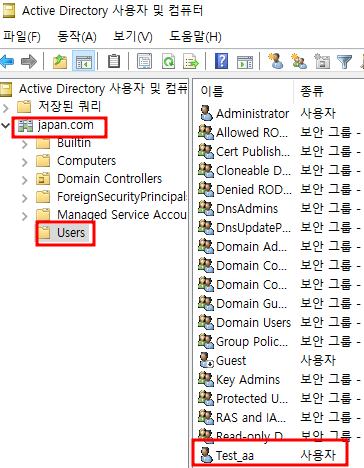 Active Directory 사용자 및 컴퓨터
파일(F) 동작(A) 보기(V) 도움말(H)
Active Directory 사용자 및 컴퓨
저장된 쿼리
japan.com
Builtin
Computers
Domain Controllers
ForeignSecurityPrincipals
Managed Service Accou
Users
이름 종류
Administrator 사용자
Allowed RO... 보안 그룹 -
Cert Publish... 보안 그룹 -
Cloneable D... 보안 그룹 -
Denied ROD... 보안 그룹 -
DnsAdmins 보안 그룹 -
DnsUpdateP... 보안 그룹 -
Domain Ad... 보안 그룹 -
Domain Co... 보안 그룹 -
Domain Co... 보안 그룹 -
Domain Gu... 보안 그룹 -
Domain Users 보안 그룹 -
Group Polic... 보안 그룹 -
Guest 사용자
Key Admins 보안 그룹 -
Protected U... 보안 그룹 -
RAS and IA... 보안 그룹 -
Read-only D... 보안 그룹 -
Test_aa 사용자